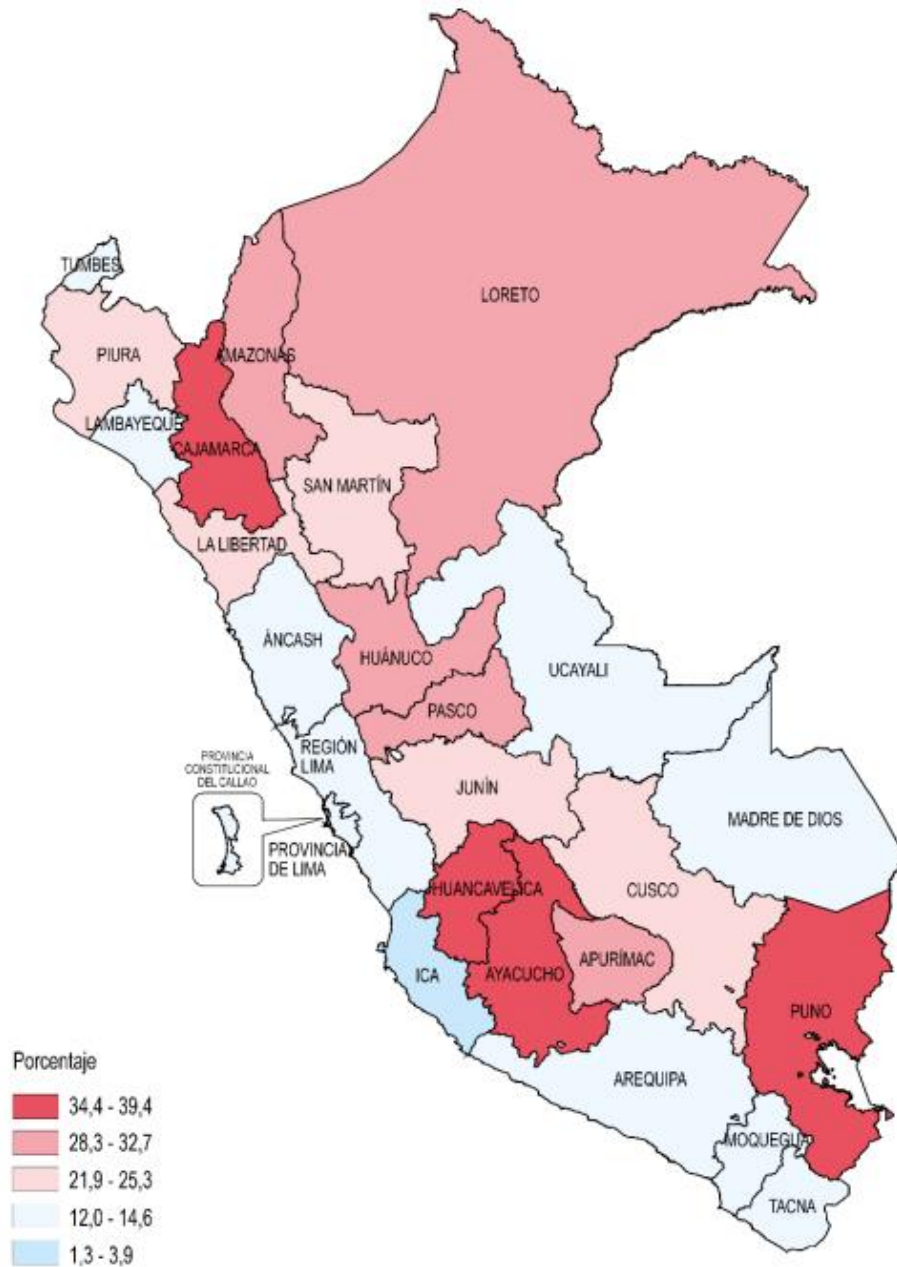 LORETO
TUMBES
PIURA
AMAZONAS
LAMBAYEQUE
CAJAMARCA
SAN MARTÍN
LA LIBERTAD
ÁNCASH
HUÁNUCO
UCAYALI
PASCO
REGIÓN
LIMA
PROVINCIA
CONSTITUCIONAL
DEL CALLAO
JUNÍN
MADRE DE DIOS
PROVINCIA
DE LIMA
HUANCAVELICA
CUSCO
ICA
AYACUCHO
APURÍMAC
PUNO
AREQUIPA
MOQUEGUA
TACNA
Porcentaje
34,4 - 39,4
28,3 - 32,7
21,9 - 25,3
12,0 - 14,6
1,3 - 3,9